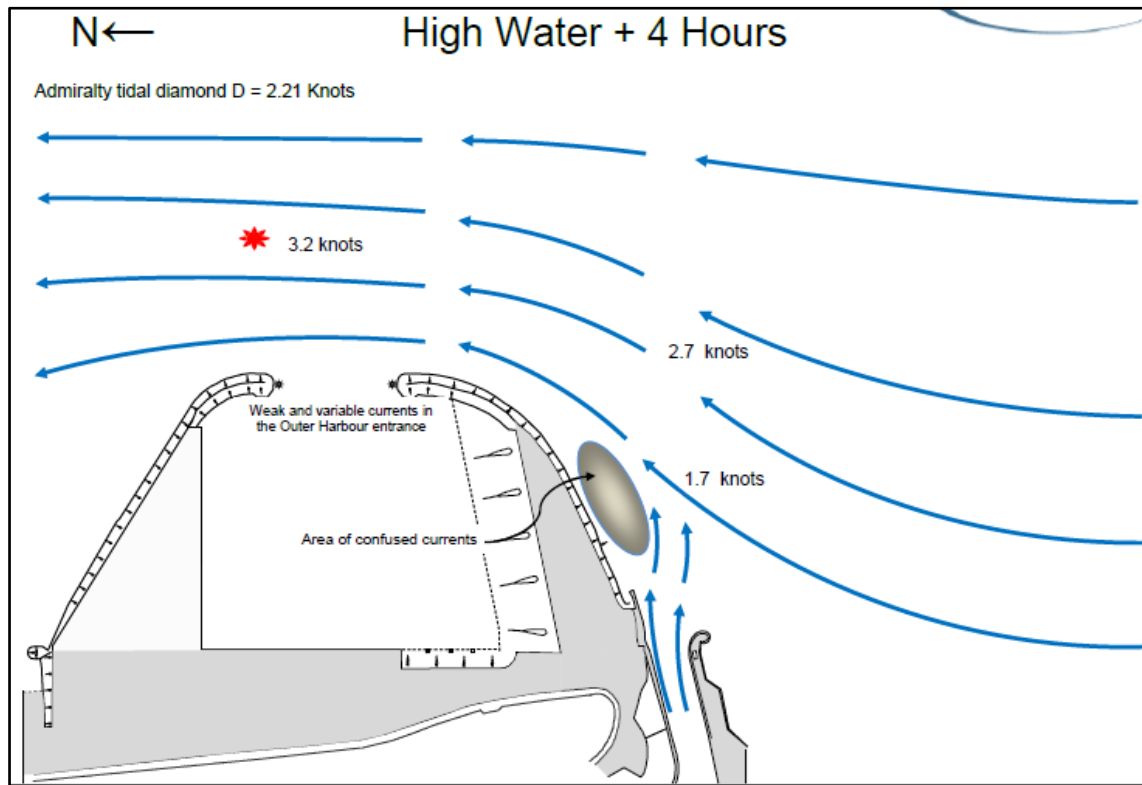 N←
High Water + 4 Hours
Admiralty tidal diamond D = 2.21 Knots
3.2 knots
2.7 knots
Weak and variable currents in
the Outer Harbour entrance
1.7 knots
Area of confused currents